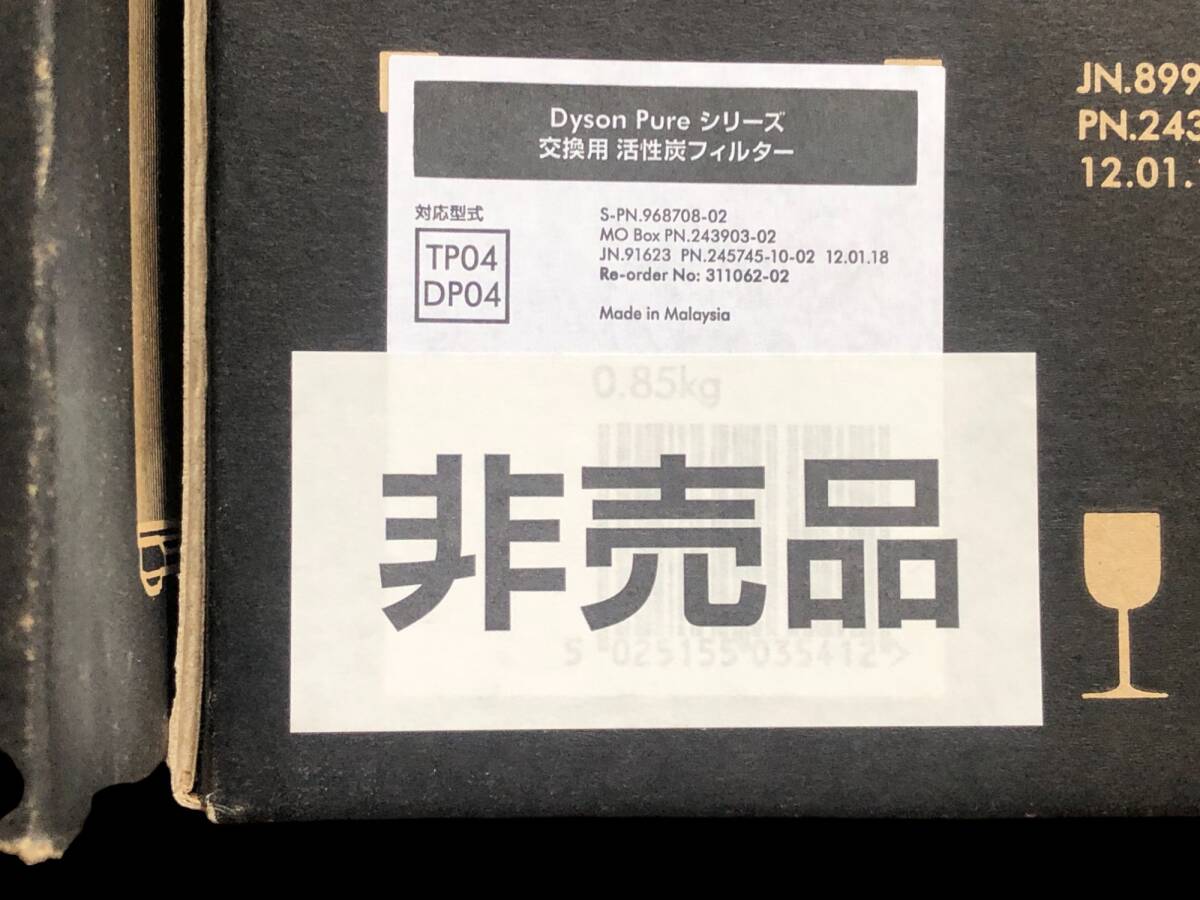 Dyson Pure シリーズ
交換用 活性炭フィルター
対応型式
TP04
DP04
S-PN.968708-02
MO Box PN.243903-02
JN.91623 PN.245745-10-02 12.01.18
Re-order No: 311062-02
Made in Malaysia
0.85kg
非売品
5 025155 035412 >
JN.899
PN.243
12.01.